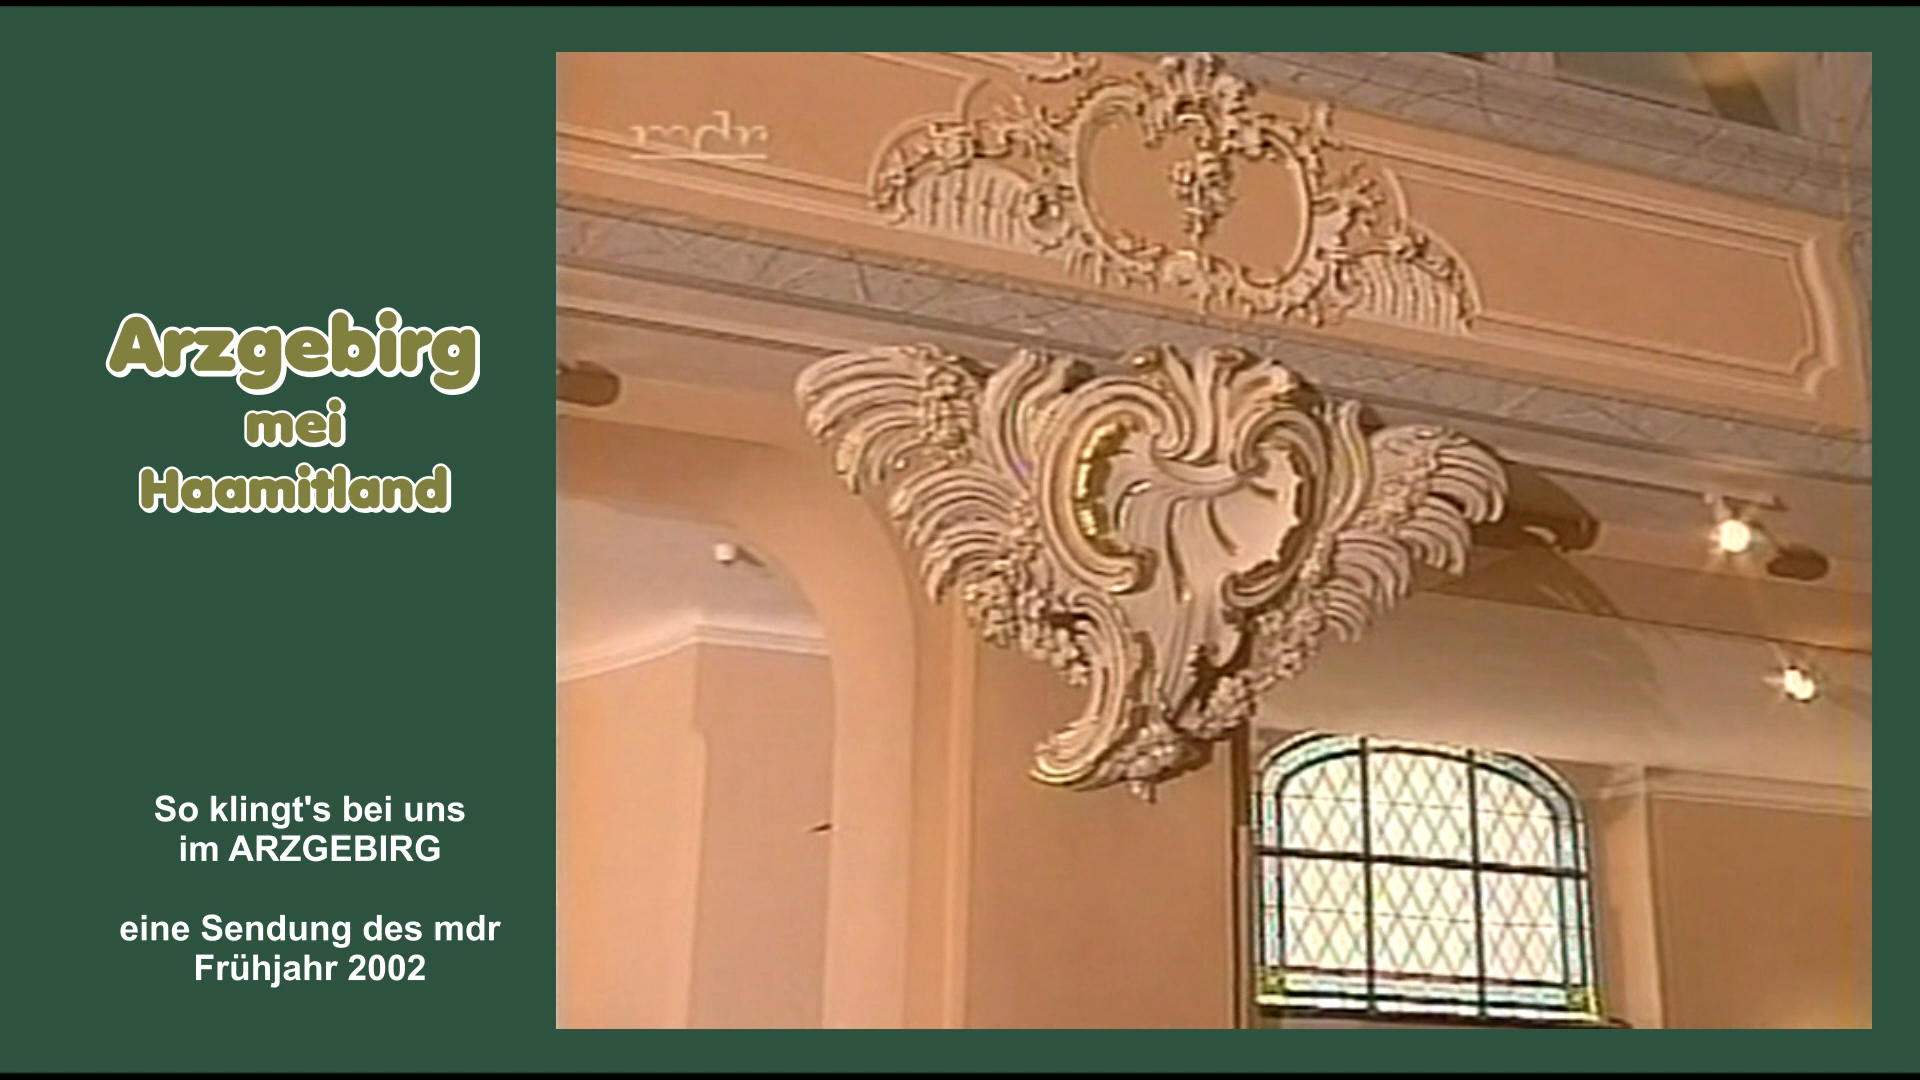 Arzgebirg
mei
Haamitland
So klingt's bei uns
im ARZGEBIRG
eine Sendung des mdr
Frühjahr 2002
mdr